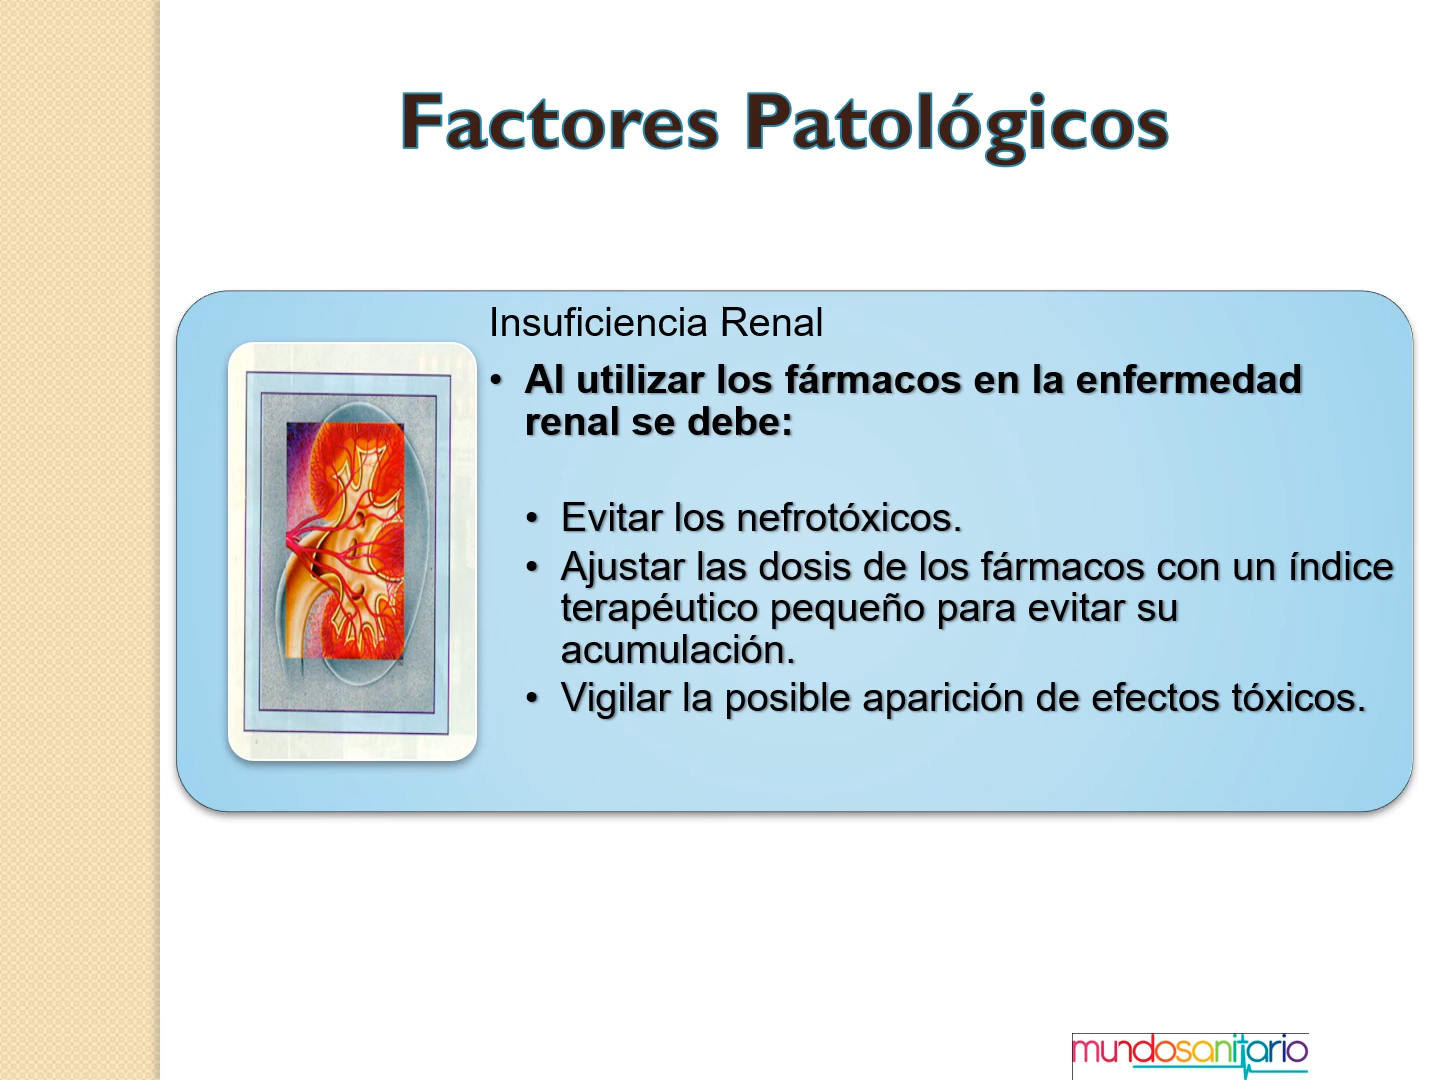 Factores Patológicos
Insuficiencia Renal
• Al utilizar los fármacos en la enfermedad
renal se debe:
• Evitar los nefrotóxicos.
• Ajustar las dosis de los fármacos con un índice
terapéutico pequeño para evitar su
acumulación.
• Vigilar la posible aparición de efectos tóxicos.
mundosanitario